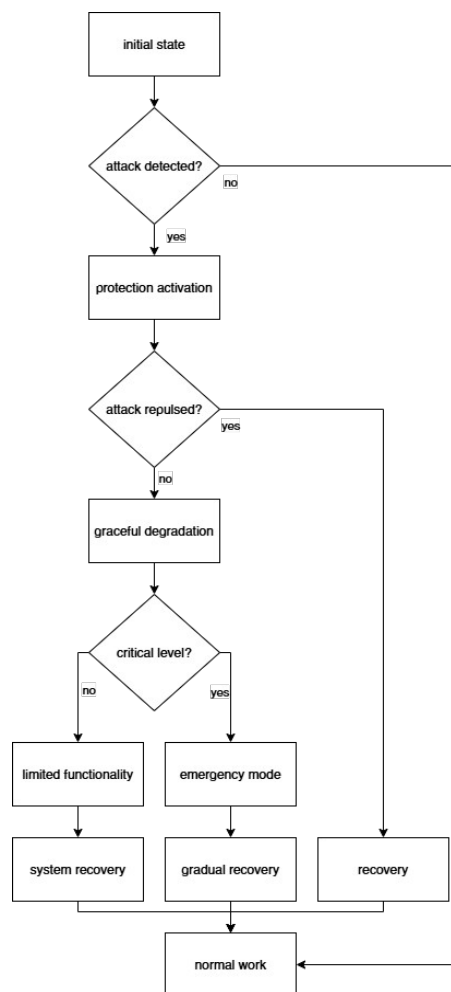 initial state
attack detected?
no
yes
protection activation
attack repulsed?
yes
no
graceful degradation
critical level?
no
yes
limited functionality
emergency mode
system recovery
gradual recovery
recovery
normal work